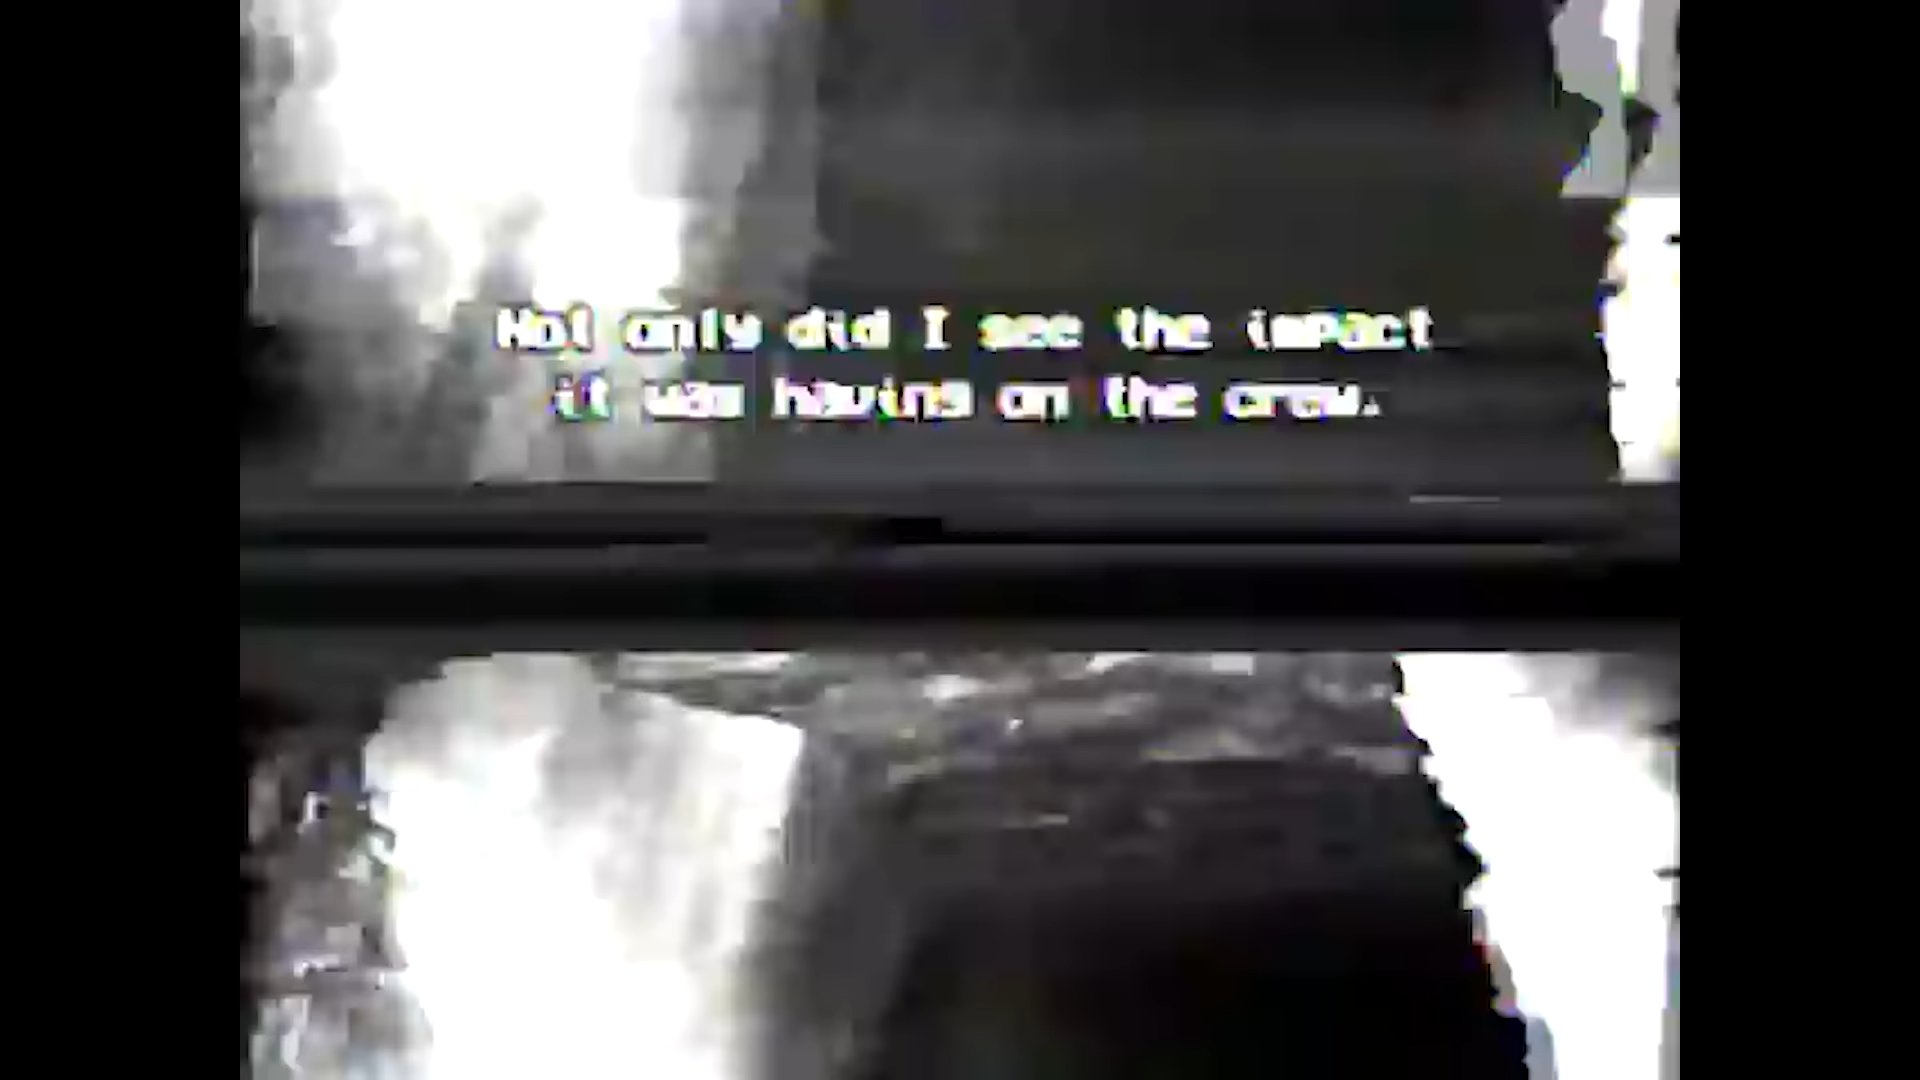 Not only did I see the impact
it was having on the crew.